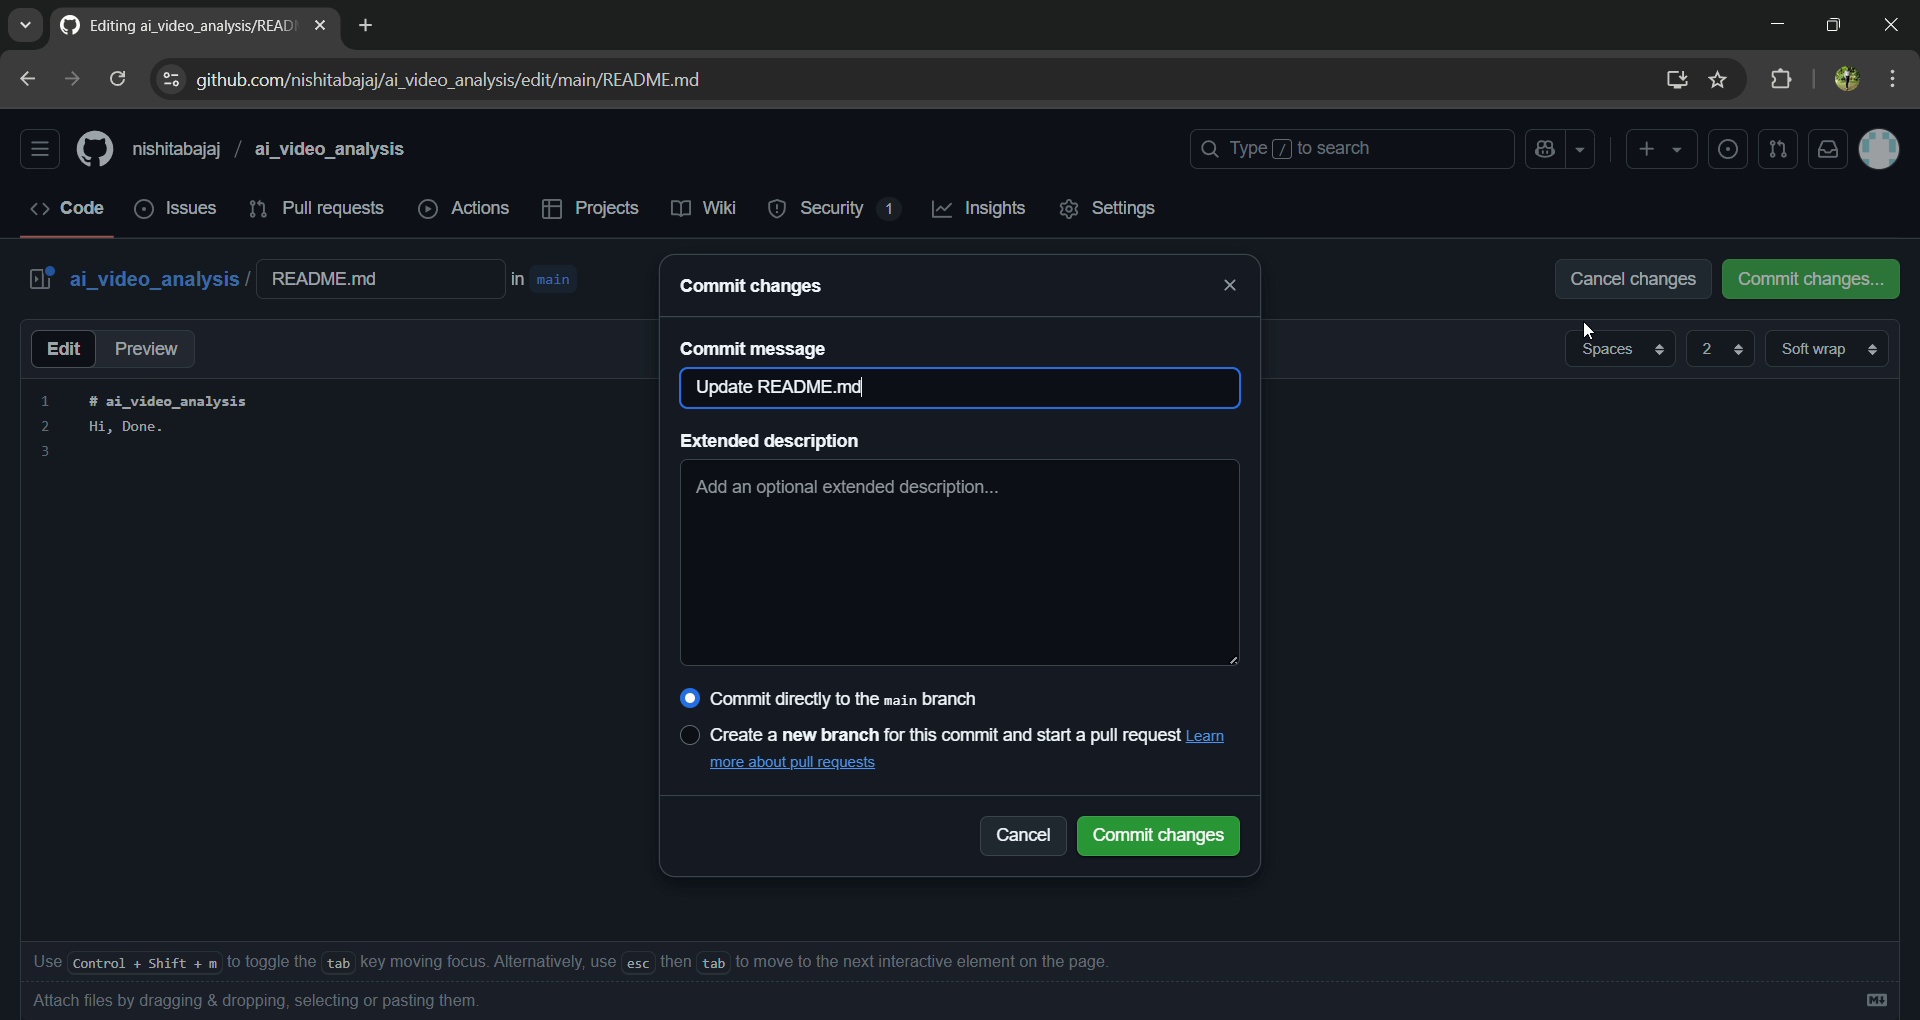 Editing ai_video_analysis/READ
github.com/nishitabajaj/ai_video_analysis/edit/main/README.md
nishitabajaj / ai_video_analysis
Type / to search
Code
Issues
Pull requests
Actions
Projects
Wiki
Security 1
Insights
Settings
ai_video_analysis / README.md in main
Cancel changes
Commit changes...
Edit
Preview
Spaces
2
Soft wrap
1 # ai_video_analysis
2 Hi, Done.
3
Commit changes
Commit message
Update README.md
Extended description
Add an optional extended description...
Commit directly to the main branch
Create a new branch for this commit and start a pull request Learn
more about pull requests
Cancel
Commit changes
Use Control + Shift + m to toggle the tab key moving focus. Alternatively, use esc then tab to move to the next interactive element on the page.
Attach files by dragging & dropping, selecting or pasting them.